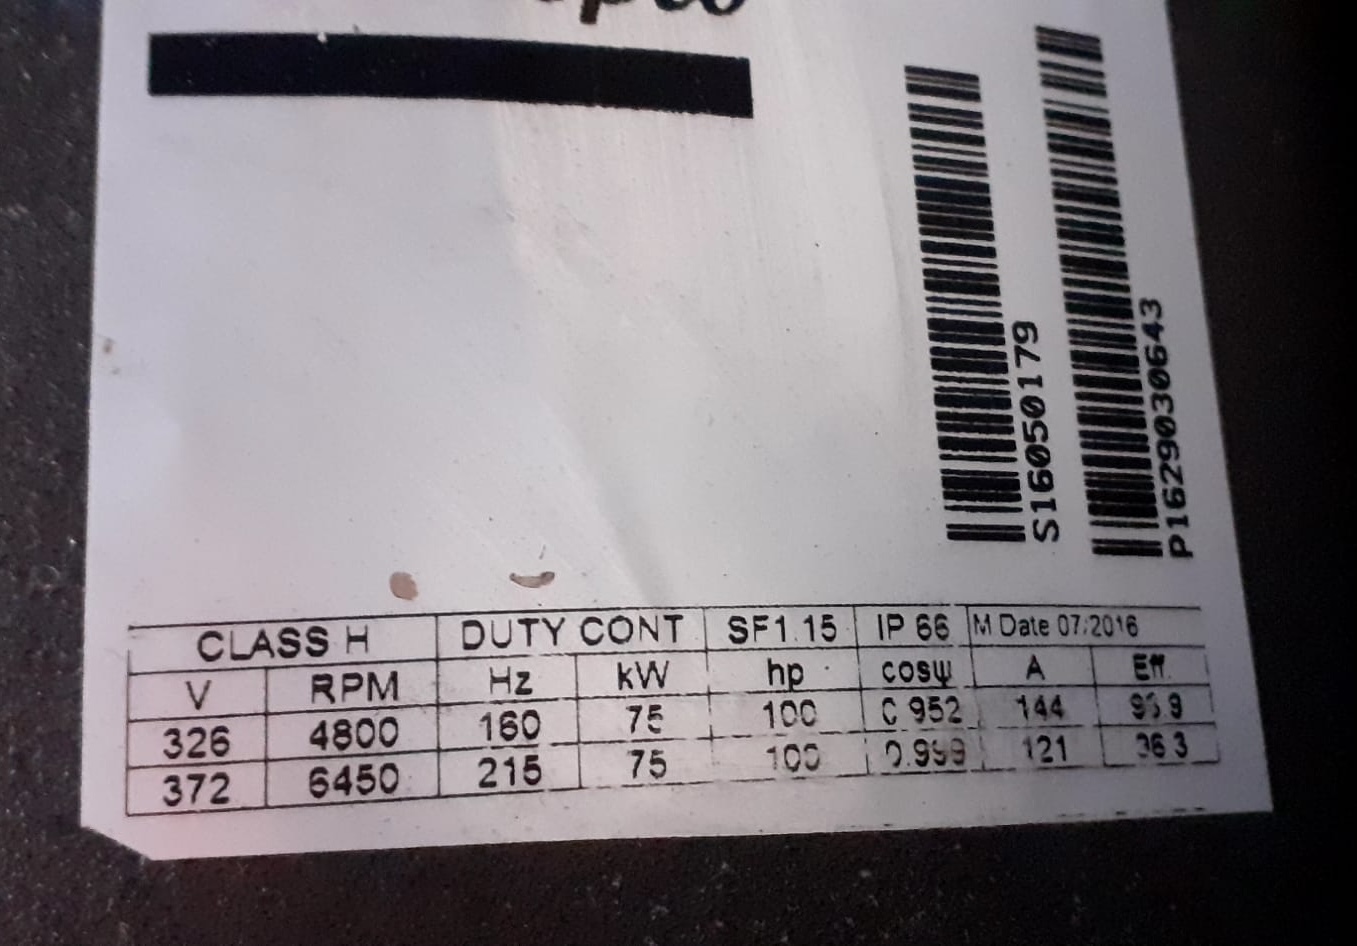 S16050179
P1629030643
CLASS H DUTY CONT SF1.15 IP 66 M Date 07:2016
V RPM Hz kW hp cosψ A Eff.
326 4800 160 75 100 0.952 144
372 6450 215 75 100 0.999 121